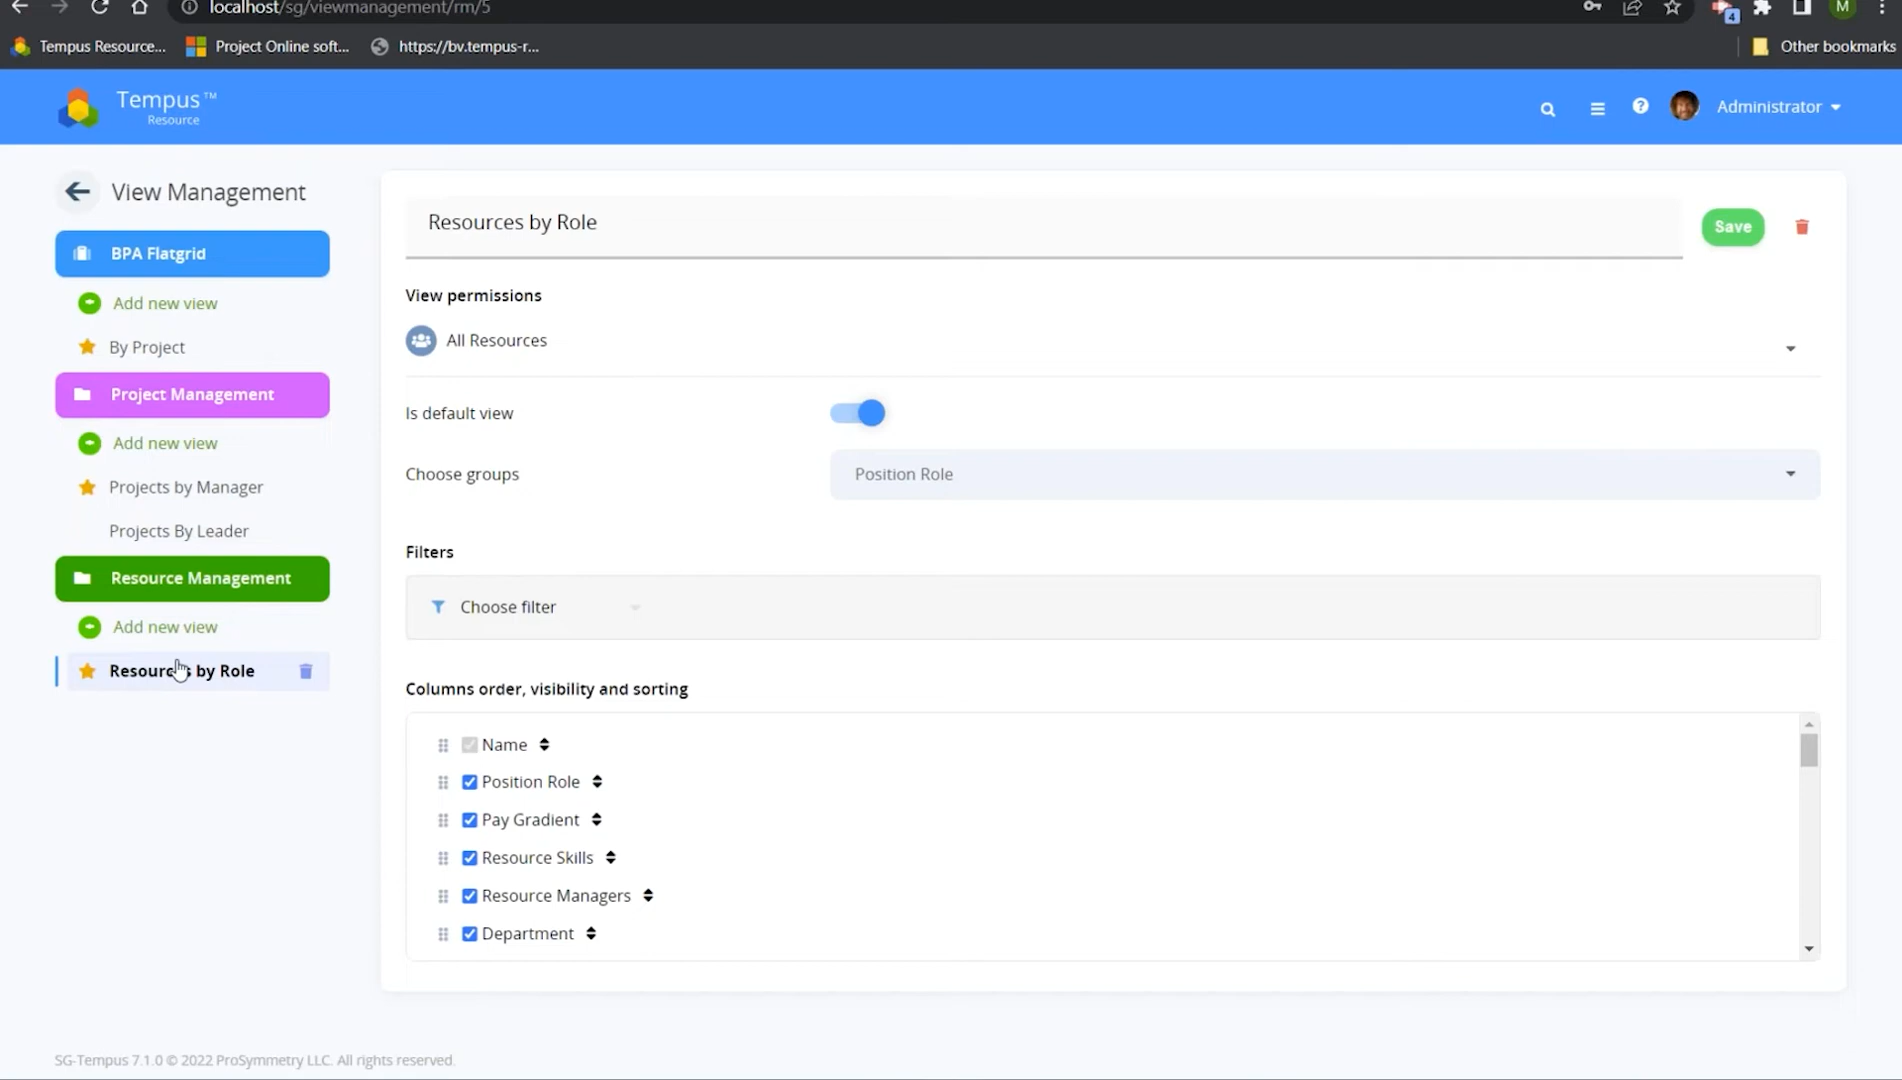 localhost/sg/viewmanagement/rm/5
4
M
Tempus Resource...
Project Online soft...
https://bv.tempus-r...
Other bookmarks
Tempus™
Resource
Administrator
View Management
BPA Flatgrid
Add new view
By Project
Project Management
Add new view
Projects by Manager
Projects By Leader
Resource Management
Add new view
Resources by Role
Resources by Role
Save
View permissions
All Resources
Is default view
Choose groups
Position Role
Filters
Choose filter
Columns order, visibility and sorting
Name
Position Role
Pay Gradient
Resource Skills
Resource Managers
Department
SG-Tempus 7.1.0 © 2022 ProSymmetry LLC. All rights reserved.